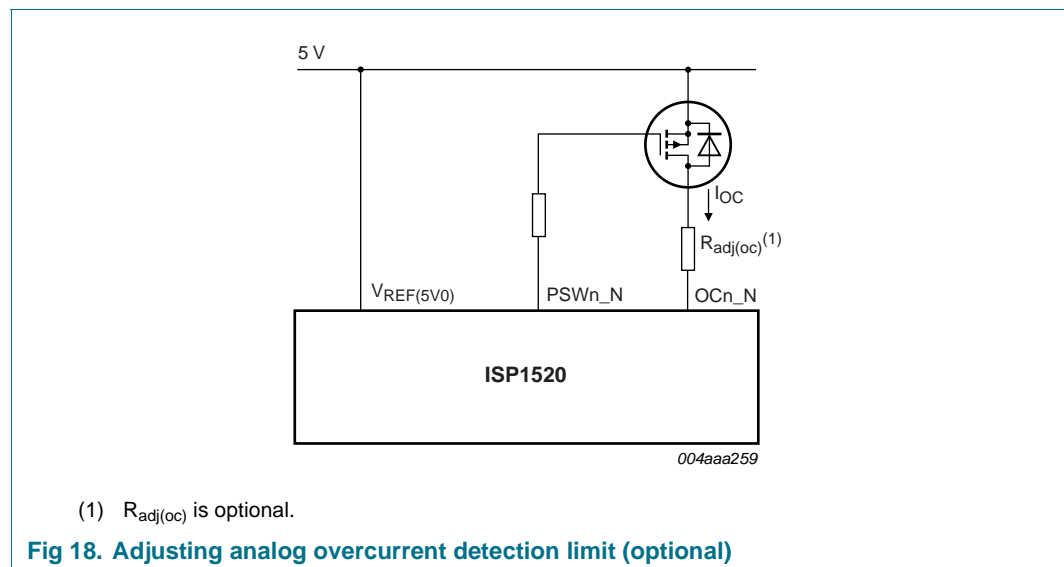 5 V
I_OC
R_adj(oc)(1)
V_REF(5V0)
PSWn_N
OCn_N
ISP1520
004aaa259
(1) R_adj(oc) is optional.
Fig 18. Adjusting analog overcurrent detection limit (optional)